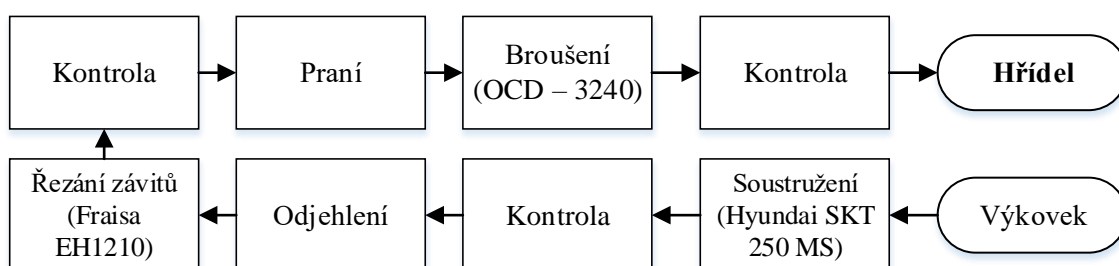 Kontrola
Praní
Broušení
(OCD – 3240)
Kontrola
Hřídel
Řezání závitů
(Fraisa
EH1210)
Odjehlení
Kontrola
Soustružení
(Hyundai SKT
250 MS)
Výkovek